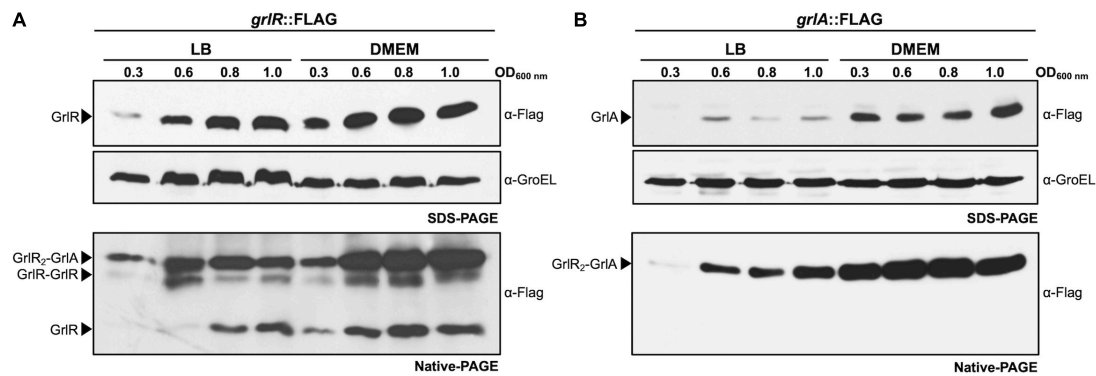 A
grlR::FLAG
LB DMEM
0.3 0.6 0.8 1.0 0.3 0.6 0.8 1.0 OD600 nm
GrlR α-Flag
α-GroEL
SDS-PAGE
GrlR2-GrlA
GrlR-GrlR
α-Flag
GrlR
Native-PAGE
B
grlA::FLAG
LB DMEM
0.3 0.6 0.8 1.0 0.3 0.6 0.8 1.0 OD600 nm
GrlA α-Flag
α-GroEL
SDS-PAGE
GrlR2-GrlA
α-Flag
Native-PAGE